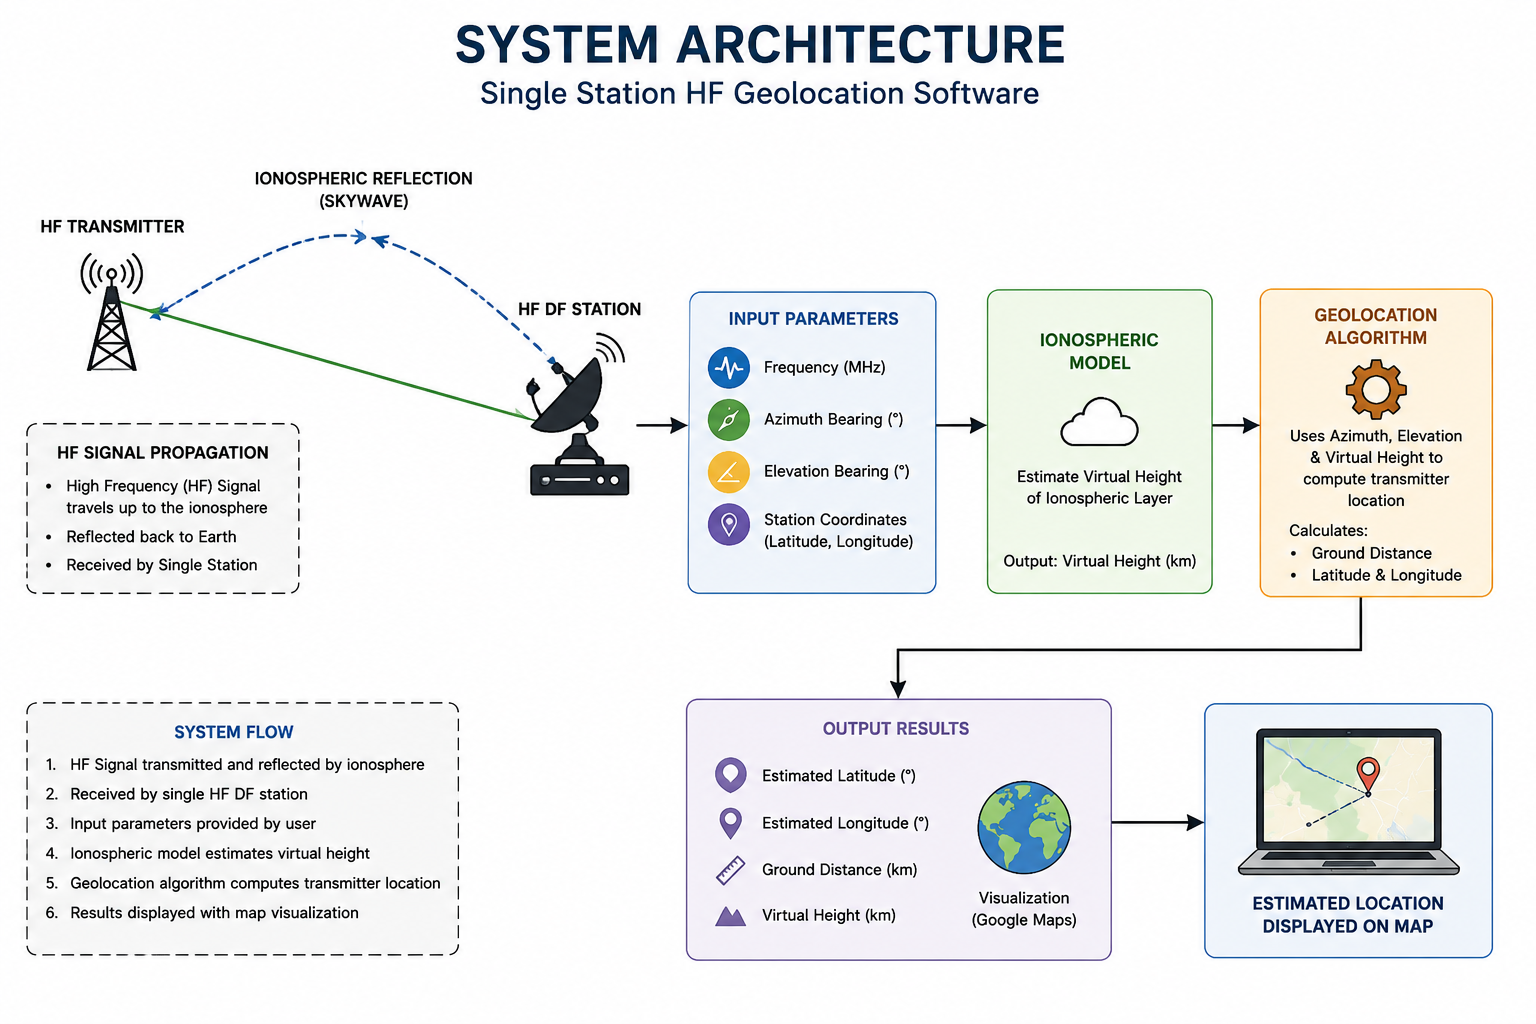 SYSTEM ARCHITECTURE
Single Station HF Geolocation Software
IONOSPHERIC REFLECTION
(SKYWAVE)
HF TRANSMITTER
HF DF STATION
HF SIGNAL PROPAGATION
• High Frequency (HF) Signal
travels up to the ionosphere
• Reflected back to Earth
• Received by Single Station
INPUT PARAMETERS
Frequency (MHz)
Azimuth Bearing (°)
Elevation Bearing (°)
Station Coordinates
(Latitude, Longitude)
IONOSPHERIC
MODEL
Estimate Virtual Height
of Ionospheric Layer
Output: Virtual Height (km)
GEOLOCATION
ALGORITHM
Uses Azimuth, Elevation
& Virtual Height to
compute transmitter
location
Calculates:
• Ground Distance
• Latitude & Longitude
SYSTEM FLOW
1. HF Signal transmitted and reflected by ionosphere
2. Received by single HF DF station
3. Input parameters provided by user
4. Ionospheric model estimates virtual height
5. Geolocation algorithm computes transmitter location
6. Results displayed with map visualization
OUTPUT RESULTS
Estimated Latitude (°)
Estimated Longitude (°)
Ground Distance (km)
Virtual Height (km)
Visualization
(Google Maps)
ESTIMATED LOCATION
DISPLAYED ON MAP